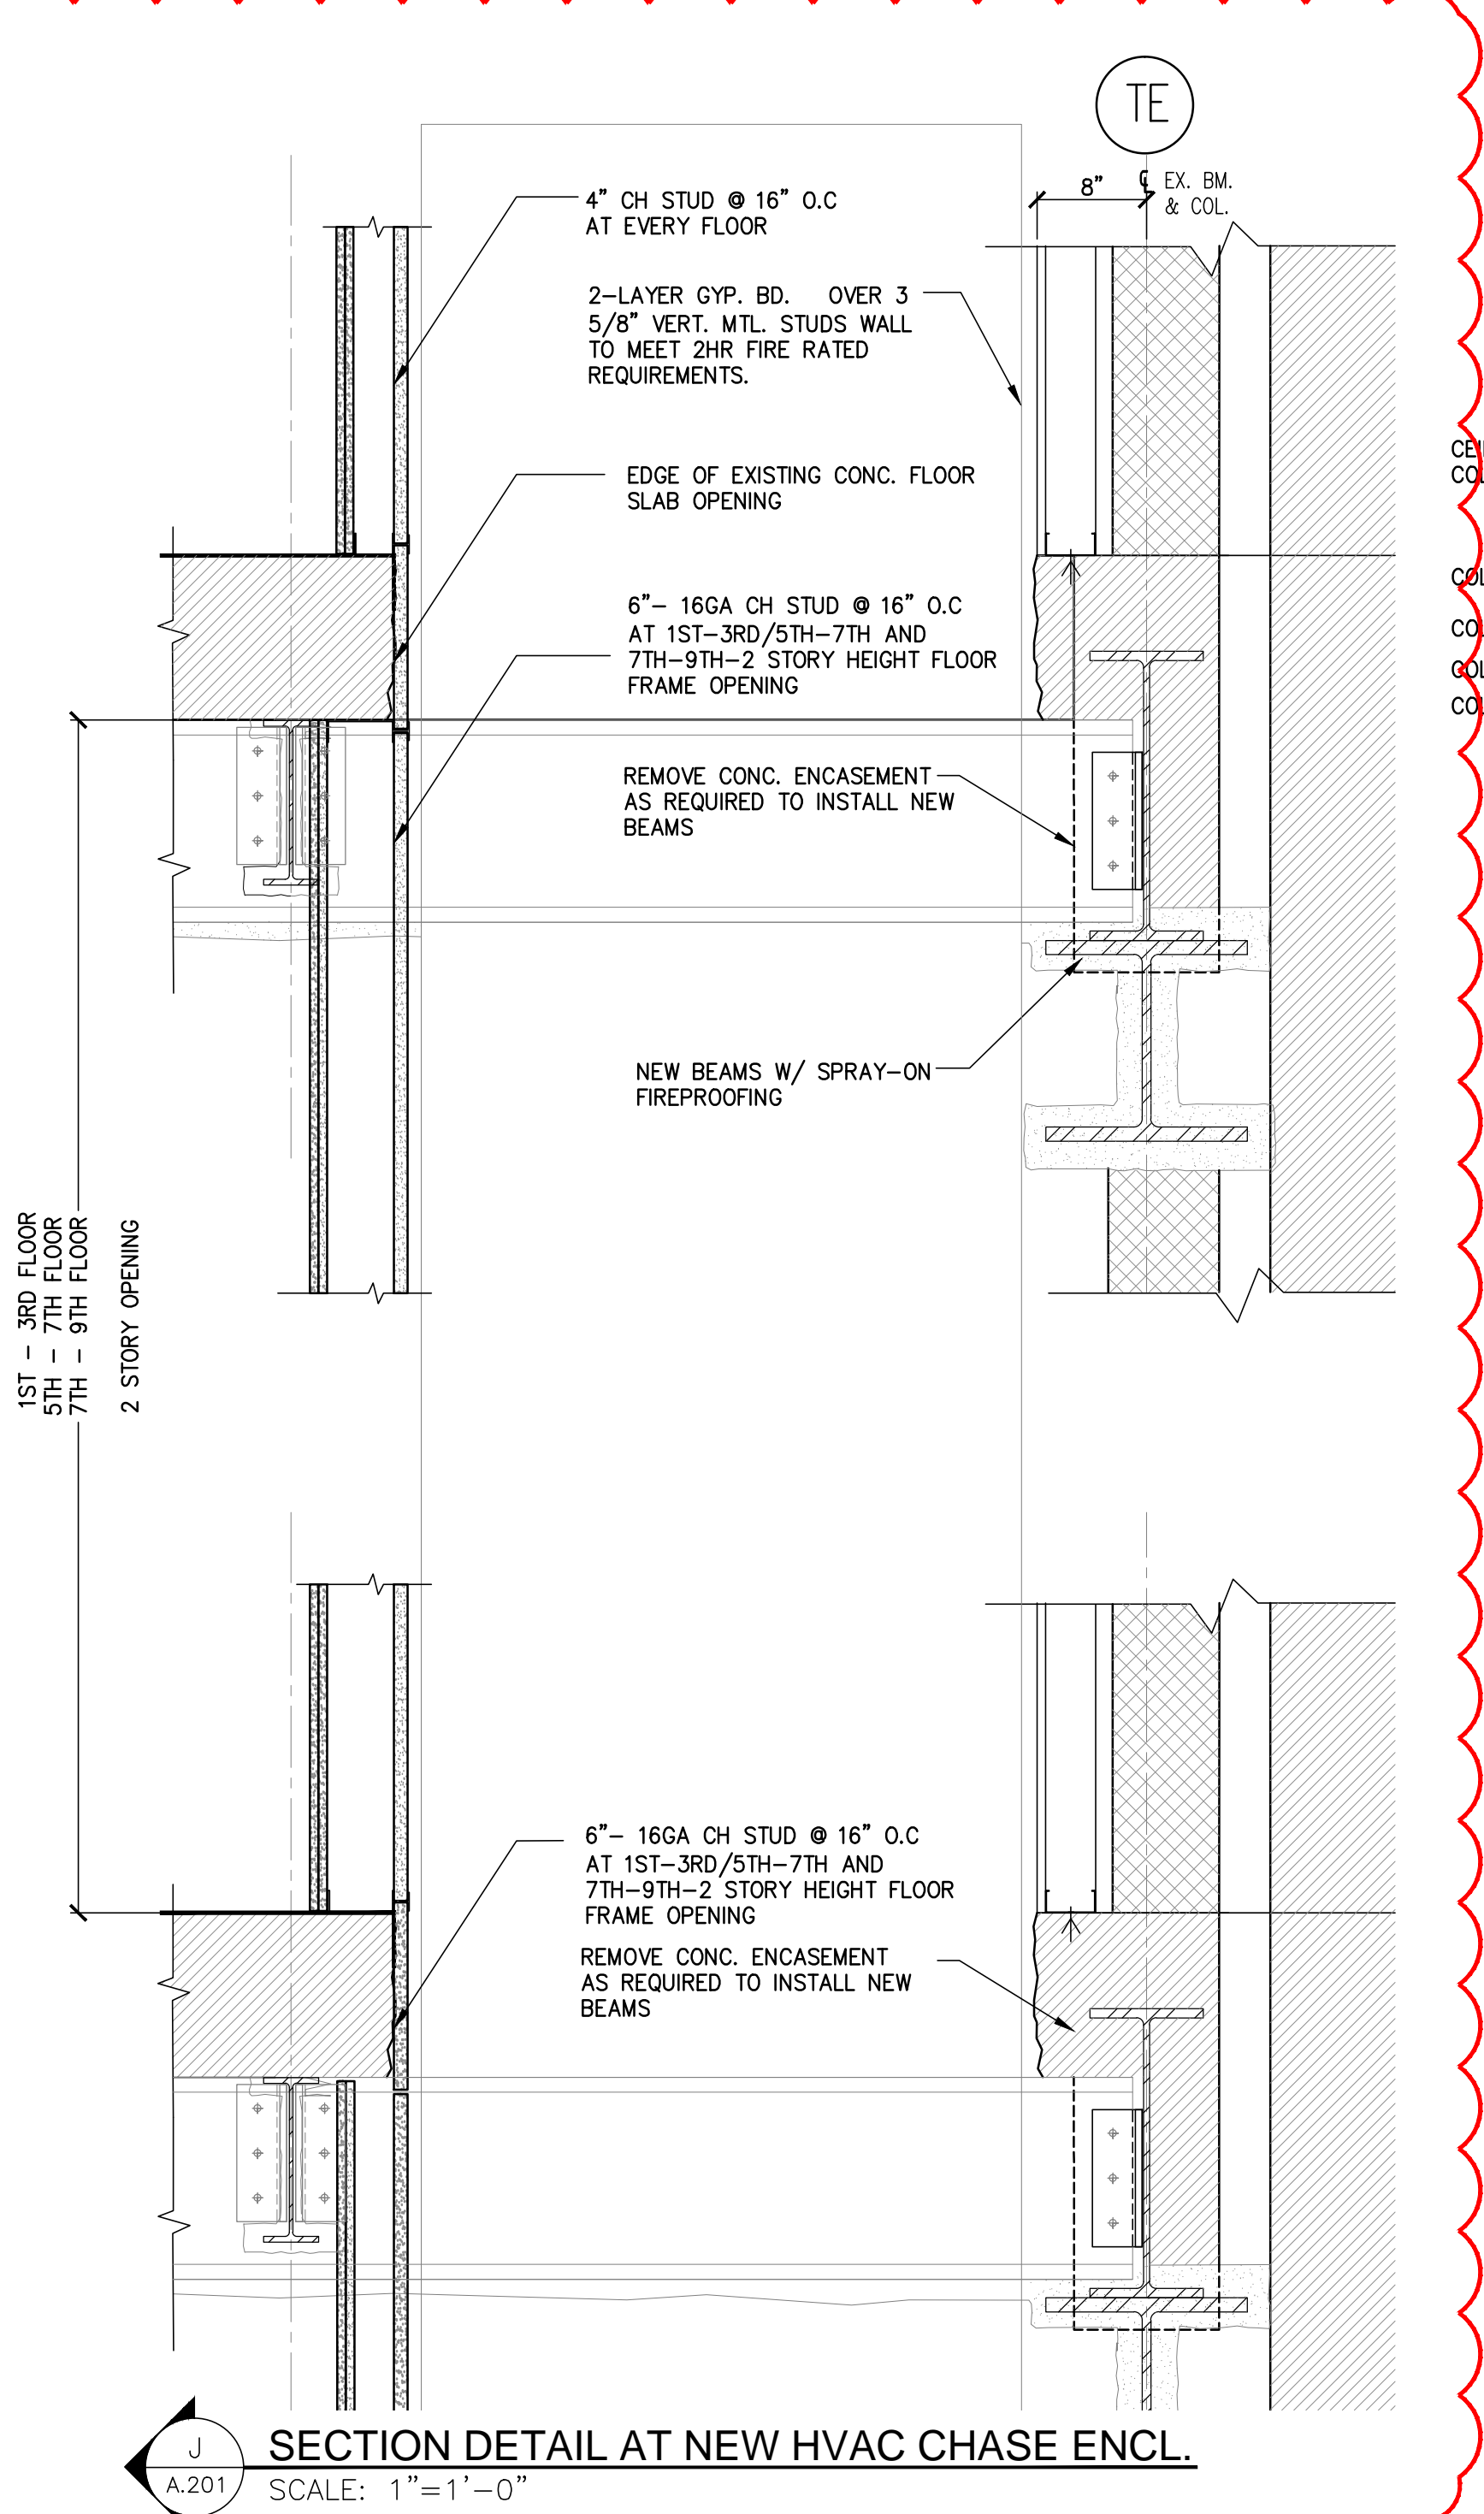 TE
8"
℄ EX. BM.
& COL.
4" CH STUD @ 16" O.C
AT EVERY FLOOR
2-LAYER GYP. BD. OVER 3
5/8" VERT. MTL. STUDS WALL
TO MEET 2HR FIRE RATED
REQUIREMENTS.
EDGE OF EXISTING CONC. FLOOR
SLAB OPENING
6"- 16GA CH STUD @ 16" O.C
AT 1ST-3RD/5TH-7TH AND
7TH-9TH-2 STORY HEIGHT FLOOR
FRAME OPENING
REMOVE CONC. ENCASEMENT
AS REQUIRED TO INSTALL NEW
BEAMS
NEW BEAMS W/ SPRAY-ON
FIREPROOFING
1ST - 3RD FLOOR
5TH - 7TH FLOOR
7TH - 9TH FLOOR
2 STORY OPENING
6"- 16GA CH STUD @ 16" O.C
AT 1ST-3RD/5TH-7TH AND
7TH-9TH-2 STORY HEIGHT FLOOR
FRAME OPENING
REMOVE CONC. ENCASEMENT
AS REQUIRED TO INSTALL NEW
BEAMS
J
A.201
SECTION DETAIL AT NEW HVAC CHASE ENCL.
SCALE: 1"=1'-0"